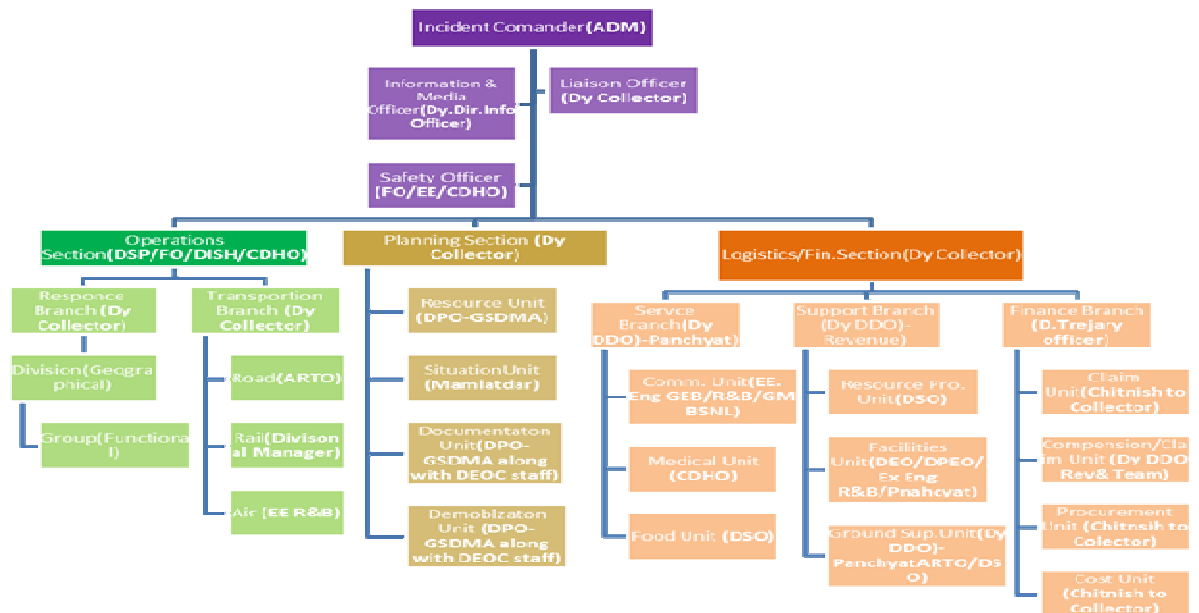 Incident Comander(ADM)
Information &
Media
Officer(Dy.Dir.Info
Officer)
Liaison Officer
(Dy Collector)
Safety Officer
(FO/EE/CDHO)
Operations
Section(DSP/FO/DISH/CDHO)
Planning Section (Dy
Collector)
Logistics/Fin.Section(Dy Collector)
Responce
Branch (Dy
Collector)
Division(Geogra
phical)
Group(Functiona
l)
Transportion
Branch (Dy
Collector)
Road(ARTO)
Rail(Divison
al Manager)
Air (EE R&B)
Resource Unit
(DPO-GSDMA)
SituationUnit
(Mamlatdar)
Documentaton
Unit(DPO-
GSDMA along
with DEOC staff)
Demoblzaton
Unit (DPO-
GSDMA along
with DEOC staff)
Servce
Branch(Dy
DDO)-Panchyat)
Comm. Unit(EE.
Eng GEB/R&B/GM
BSNL)
Medical Unit
(CDHO)
Food Unit (DSO)
Support Branch
(Dy DDO)-
Revenue)
Resource Pro.
Unit(DSO)
Facilities
Unit(DEO/DPEO/
Ex Eng
R&B/Pnahcyat)
Ground Sup.Unit(Dy
DDO)-
PanchyatARTO/DS
O)
Finance Branch
(D.Trejary
officer)
Claim
Unit(Chitnish to
Collector)
Compension/Cla
im Unit (Dy DDO
Rev& Team)
Procurement
Unit (Chitnsih to
Colector)
Cost Unit
(Chitnish to
Collector)